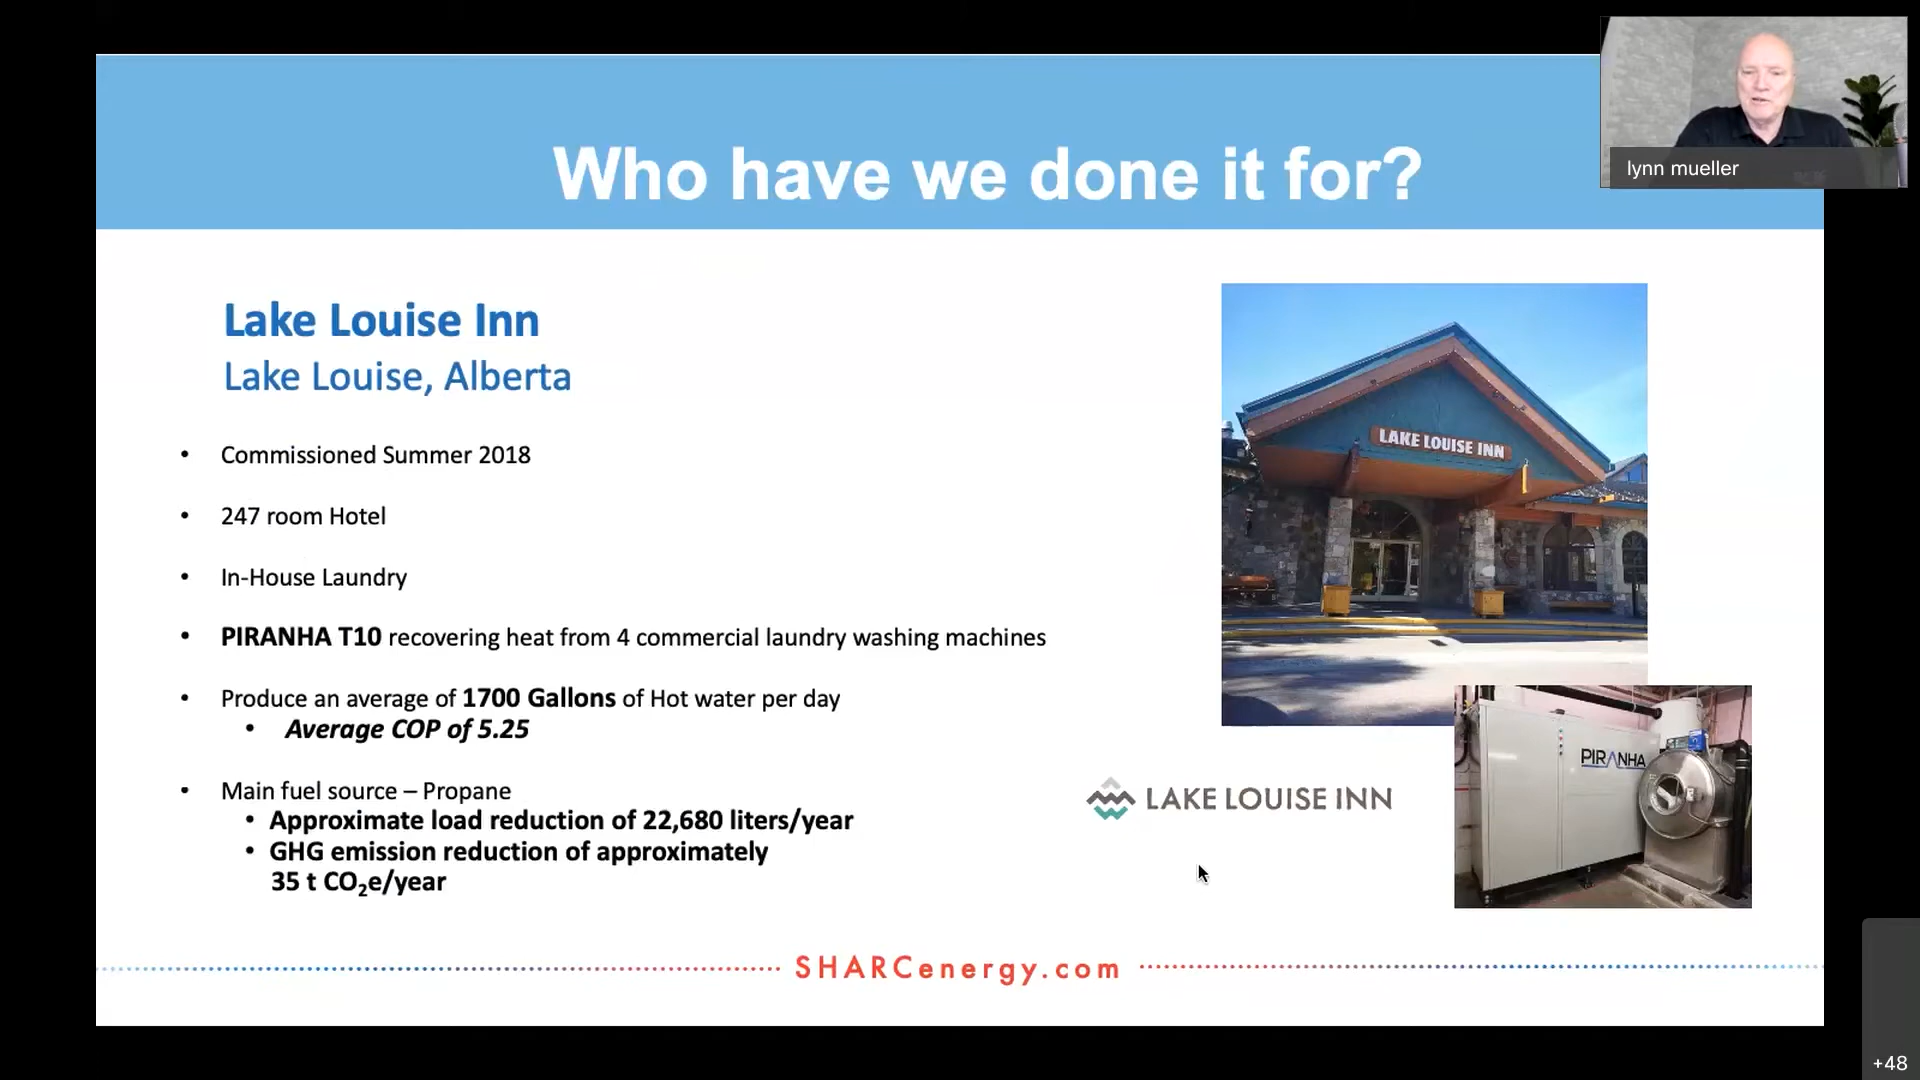 lynn mueller
Who have we done it for?
Lake Louise Inn
Lake Louise, Alberta
• Commissioned Summer 2018
• 247 room Hotel
• In-House Laundry
• PIRANHA T10 recovering heat from 4 commercial laundry washing machines
• Produce an average of 1700 Gallons of Hot water per day
• Average COP of 5.25
• Main fuel source – Propane
• Approximate load reduction of 22,680 liters/year
• GHG emission reduction of approximately
35 t CO₂e/year
LAKE LOUISE INN
PIRANHA
LAKE LOUISE INN
SHARCenergy.com
+48